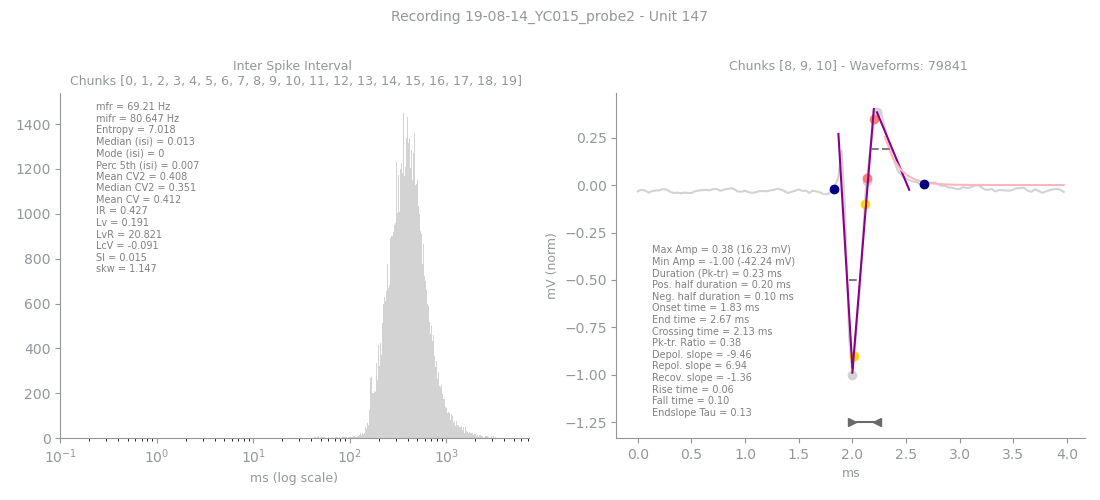 Recording 19-08-14_YC015_probe2 - Unit 147
Inter Spike Interval
Chunks [0, 1, 2, 3, 4, 5, 6, 7, 8, 9, 10, 11, 12, 13, 14, 15, 16, 17, 18, 19]
mfr = 69.21 Hz
mifr = 80.647 Hz
Entropy = 7.018
Median (isi) = 0.013
Mode (isi) = 0
Perc 5th (isi) = 0.007
Mean CV2 = 0.408
Median CV2 = 0.351
Mean CV = 0.412
IR = 0.427
Lv = 0.191
LvR = 20.821
LcV = -0.091
SI = 0.015
skw = 1.147
1400
1200
1000
800
600
400
200
0
10⁻¹ 10⁰ 10¹ 10² 10³
ms (log scale)
Chunks [8, 9, 10] - Waveforms: 79841
mV (norm)
0.25
0.00
−0.25
−0.50
−0.75
−1.00
−1.25
Max Amp = 0.38 (16.23 mV)
Min Amp = -1.00 (-42.24 mV)
Duration (Pk-tr) = 0.23 ms
Pos. half duration = 0.20 ms
Neg. half duration = 0.10 ms
Onset time = 1.83 ms
End time = 2.67 ms
Crossing time = 2.13 ms
Pk-tr. Ratio = 0.38
Depol. slope = -9.46
Repol. slope = 6.94
Recov. slope = -1.36
Rise time = 0.06
Fall time = 0.10
Endslope Tau = 0.13
0.0 0.5 1.0 1.5 2.0 2.5 3.0 3.5 4.0
ms